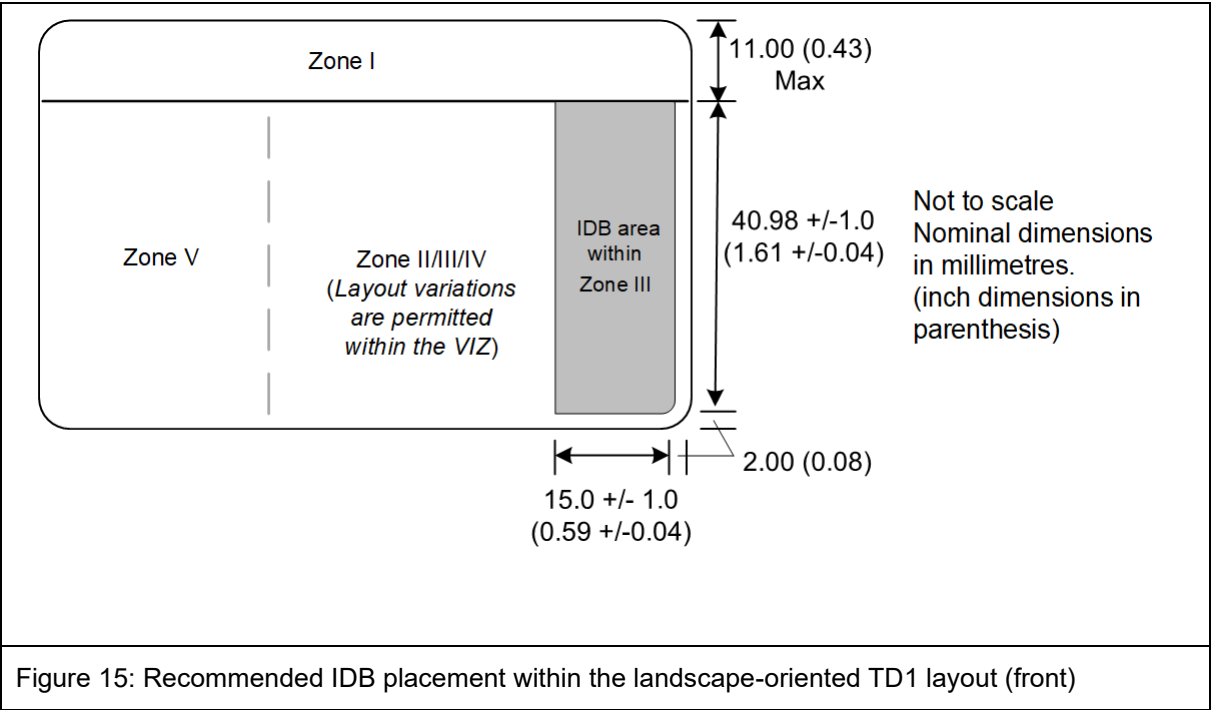 Zone I
11.00 (0.43)
Max
Zone V
Zone II/III/IV
(Layout variations
are permitted
within the VIZ)
IDB area
within
Zone III
40.98 +/-1.0
(1.61 +/-0.04)
Not to scale
Nominal dimensions
in millimetres.
(inch dimensions in
parenthesis)
2.00 (0.08)
15.0 +/- 1.0
(0.59 +/-0.04)
Figure 15: Recommended IDB placement within the landscape-oriented TD1 layout (front)